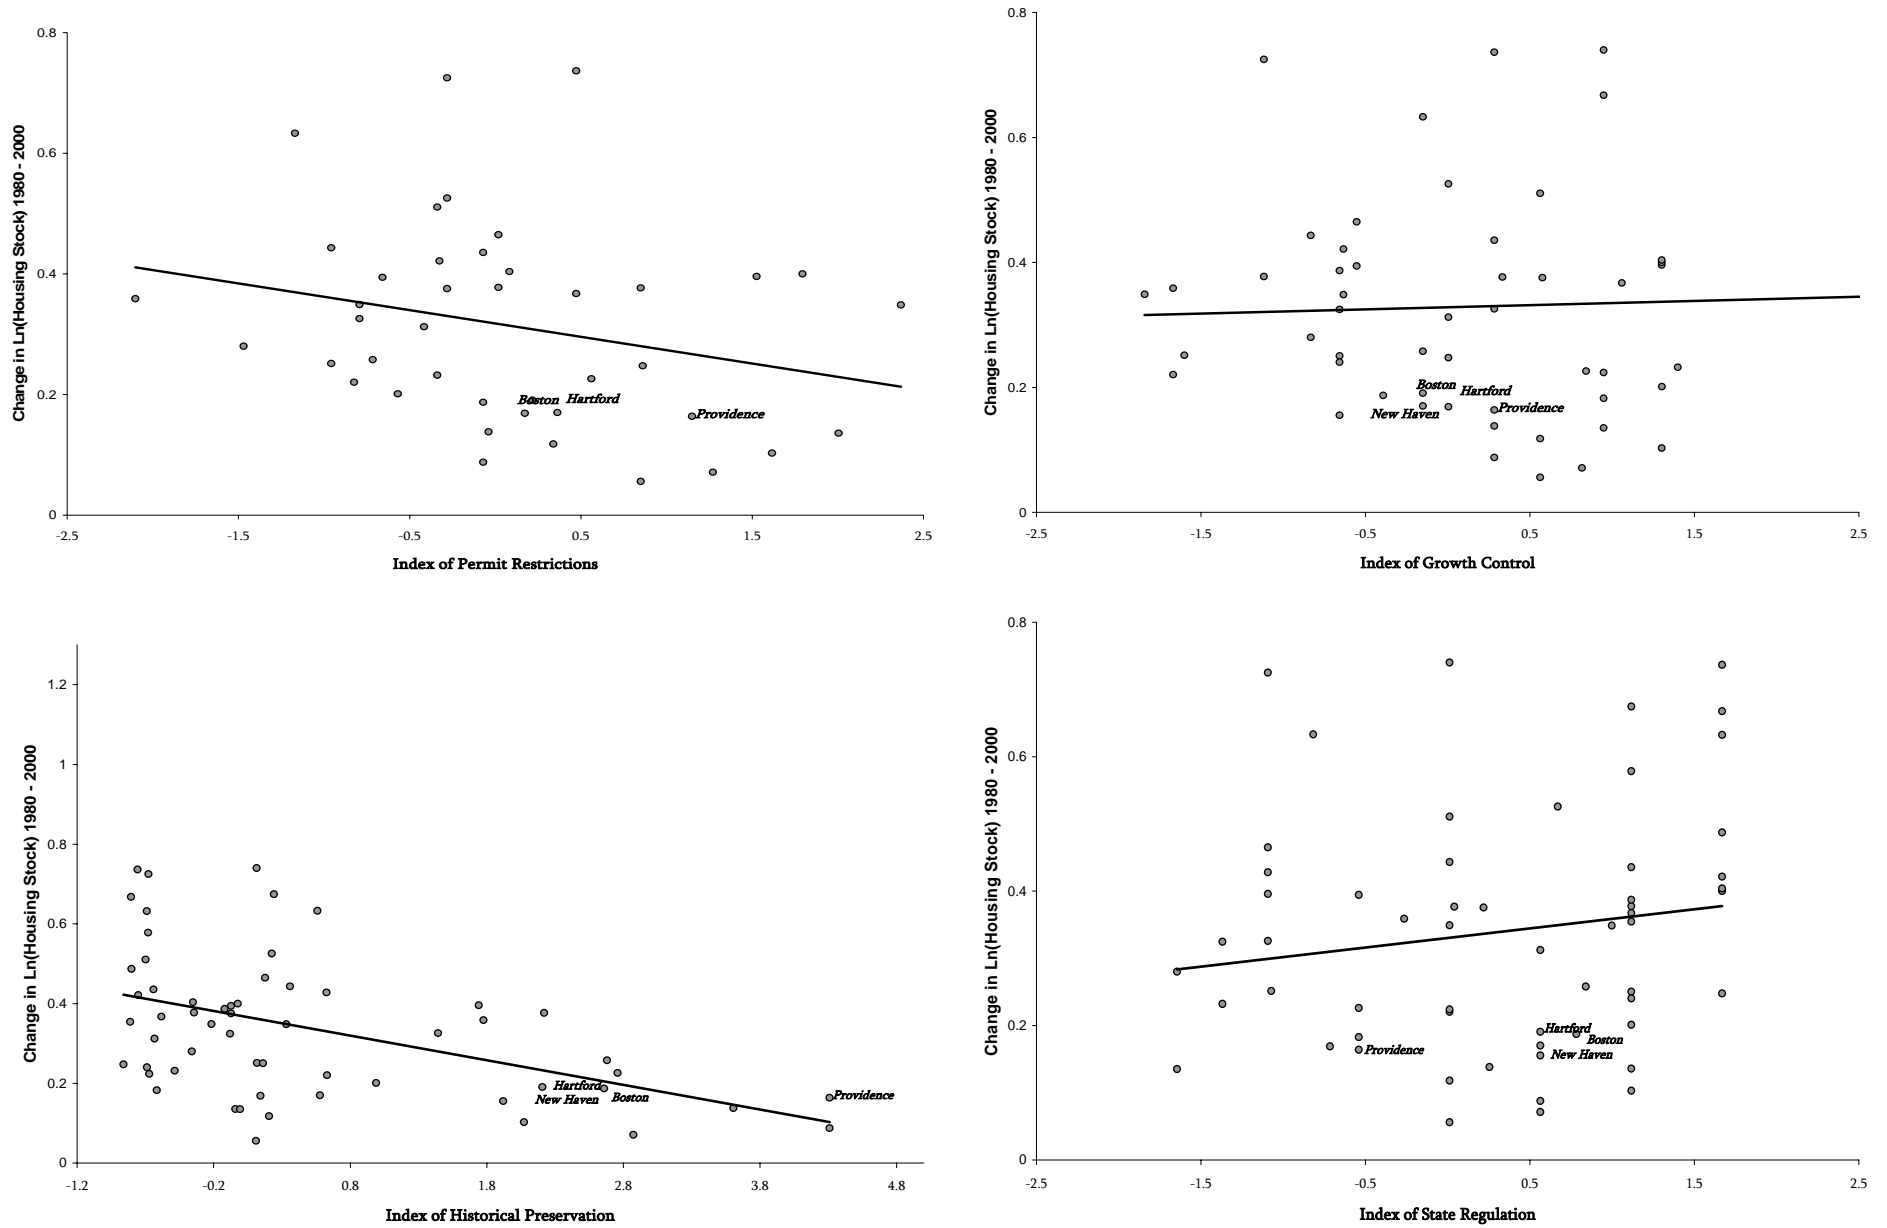 Change in Ln(Housing Stock) 1980 - 2000
0.8
0.6
0.4
0.2
0
Boston
Hartford
Providence
-2.5 -1.5 -0.5 0.5 1.5 2.5
Index of Permit Restrictions
Change in Ln(Housing Stock) 1980 - 2000
0.8
0.6
0.4
0.2
0
Boston
Hartford
New Haven
Providence
-2.5 -1.5 -0.5 0.5 1.5 2.5
Index of Growth Control
Change in Ln(Housing Stock) 1980 - 2000
1.2
1
0.8
0.6
0.4
0.2
0
Hartford
New Haven
Boston
Providence
-1.2 -0.2 0.8 1.8 2.8 3.8 4.8
Index of Historical Preservation
Change in Ln(Housing Stock) 1980 - 2000
0.8
0.6
0.4
0.2
0
Hartford
Boston
Providence
New Haven
-2.5 -1.5 -0.5 0.5 1.5 2.5
Index of State Regulation